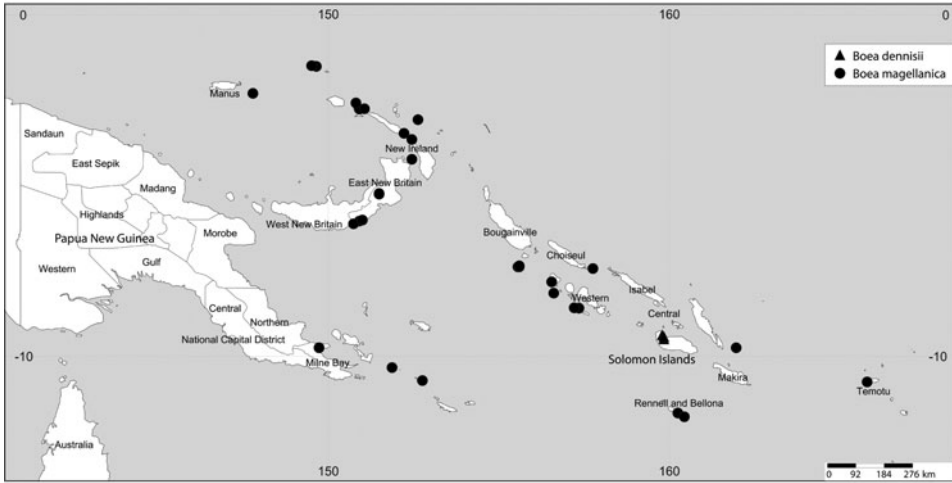 0 150 160 0
Boea dennisii
Boea magellanica
Manus
Sandaun
New Ireland
East Sepik
East New Britain
Madang
Highlands
West New Britain
Bougainville
Morobe
Papua New Guinea
Choiseul
Gulf
Western
Isabel
Western
Central
Central
Northern
National Capital District
-10 Milne Bay Solomon Islands -10
Makira
Temotu
Rennell and Bellona
Australia
150 160
0 92 184 276 km